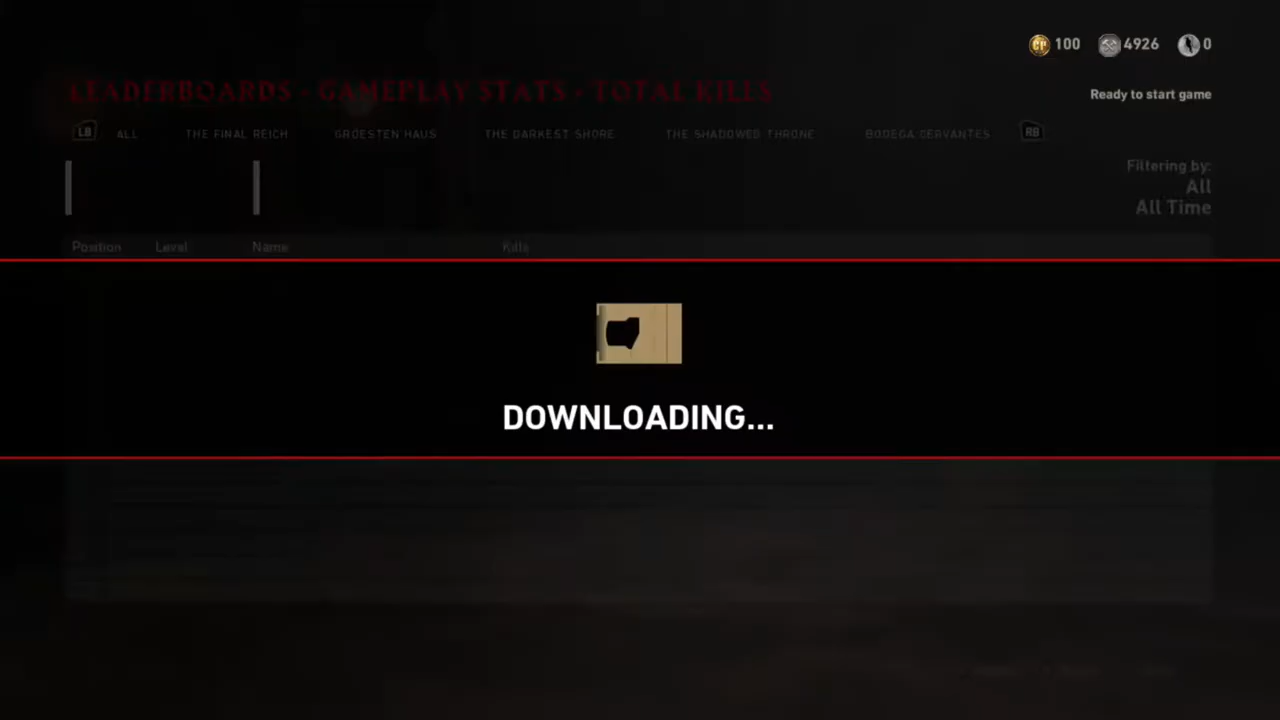 100 4926 0
LEADERBOARDS - GAMEPLAY STATS - TOTAL KILLS
Ready to start game
LB ALL THE FINAL REICH GROESTEN HAUS THE DARKEST SHORE THE SHADOWED THRONE BODEGA CERVANTES RB
Filtering by:
All
All Time
Position Level Name Kills
DOWNLOADING...